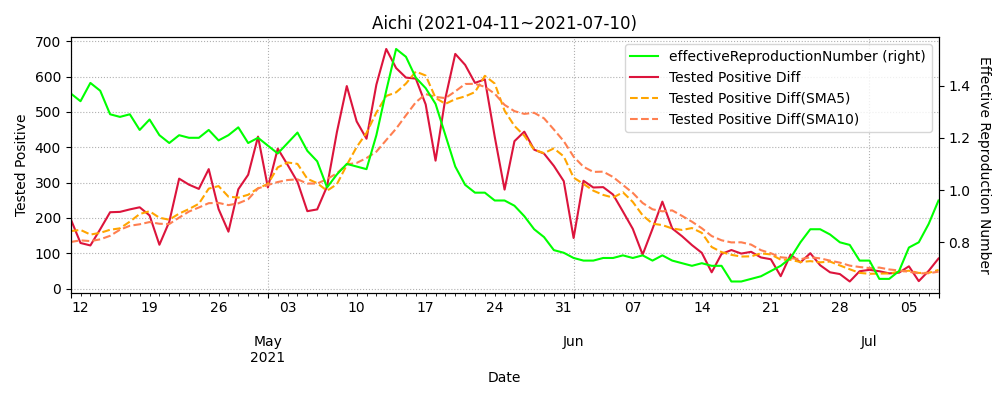 Aichi (2021-04-11~2021-07-10)
effectiveReproductionNumber (right)
Tested Positive Diff
Tested Positive Diff(SMA5)
Tested Positive Diff(SMA10)
Tested Positive
700
600
500
400
300
200
100
0
Effective Reproduction Number
1.4
1.2
1.0
0.8
12 19 26 03 10 17 24 31 07 14 21 28 05
May Jun Jul
2021
Date